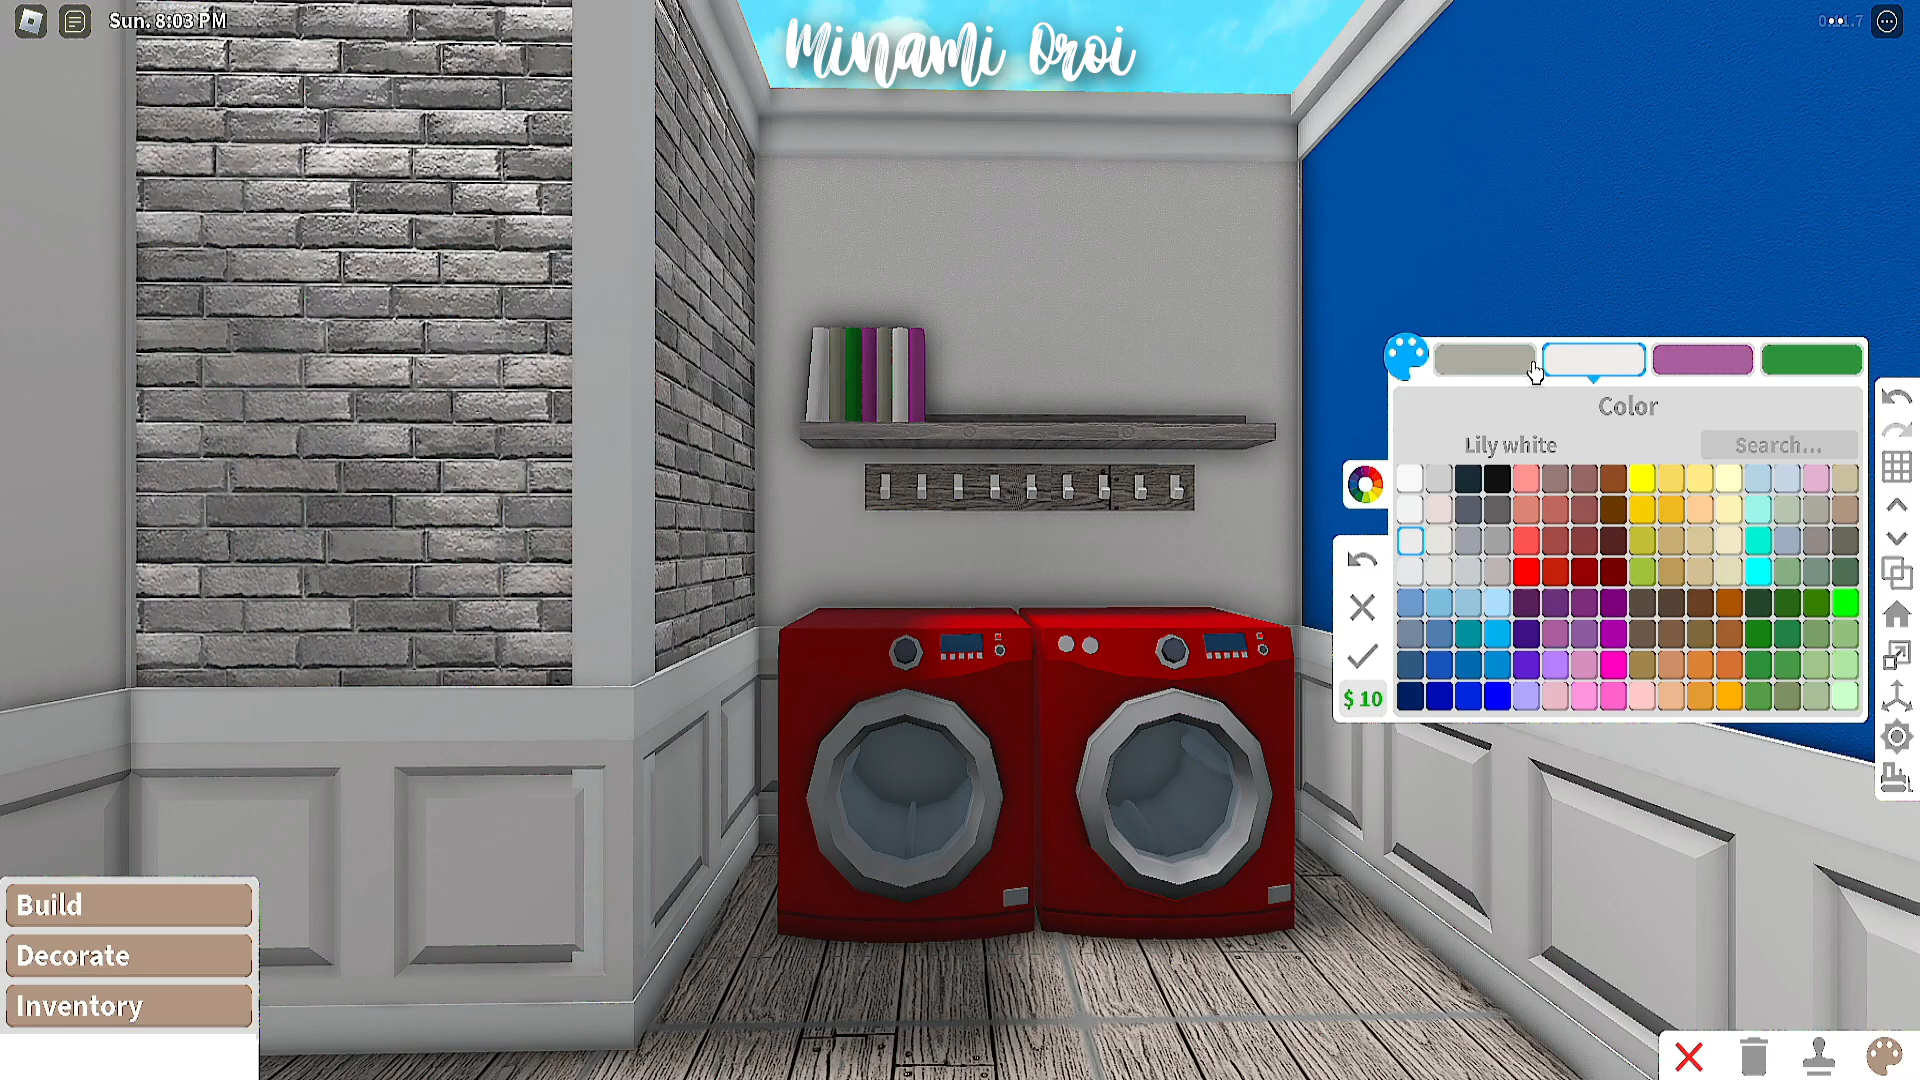 Sun. 8:03 PM
Minami Oroi
Color
Lily white
Search...
$ 10
Build
Decorate
Inventory